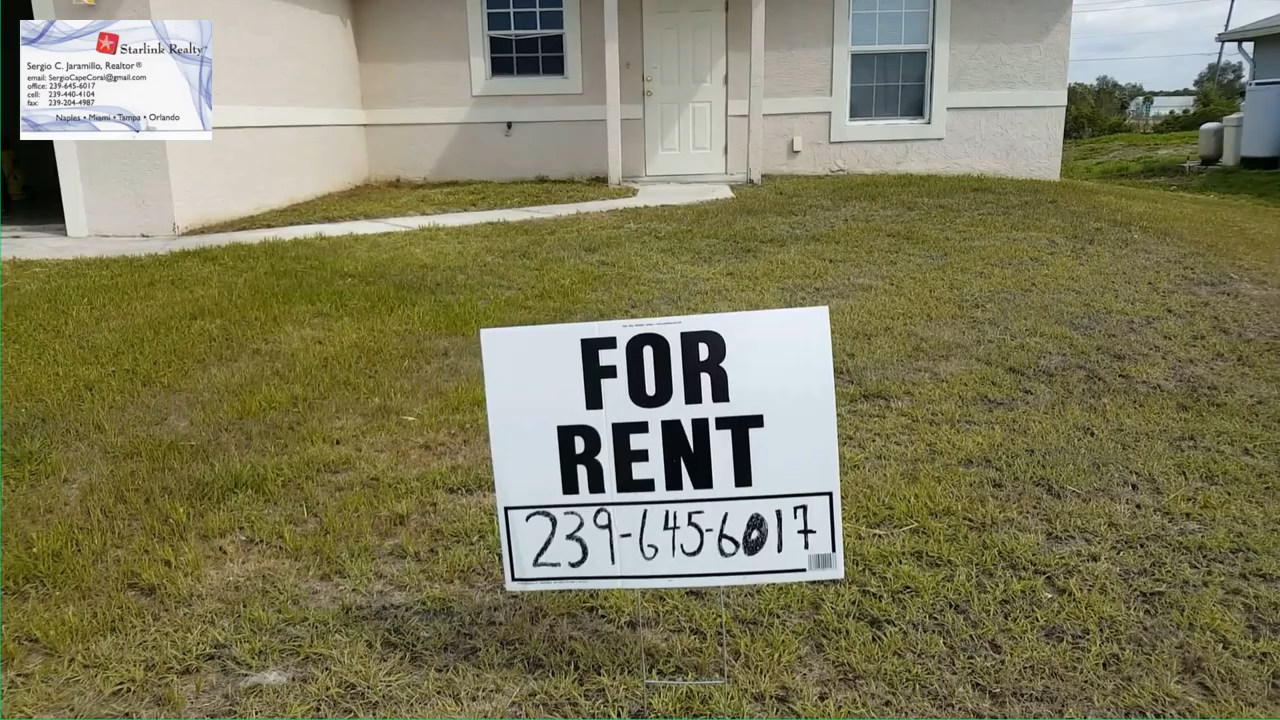 Starlink Realty
Sergio C. Jaramillo, Realtor®
email: SergioCapeCoral@gmail.com
office: 239-645-6017
cell: 239-440-4104
fax: 239-204-4987
Naples • Miami • Tampa • Orlando
FOR
RENT
239-645-6017